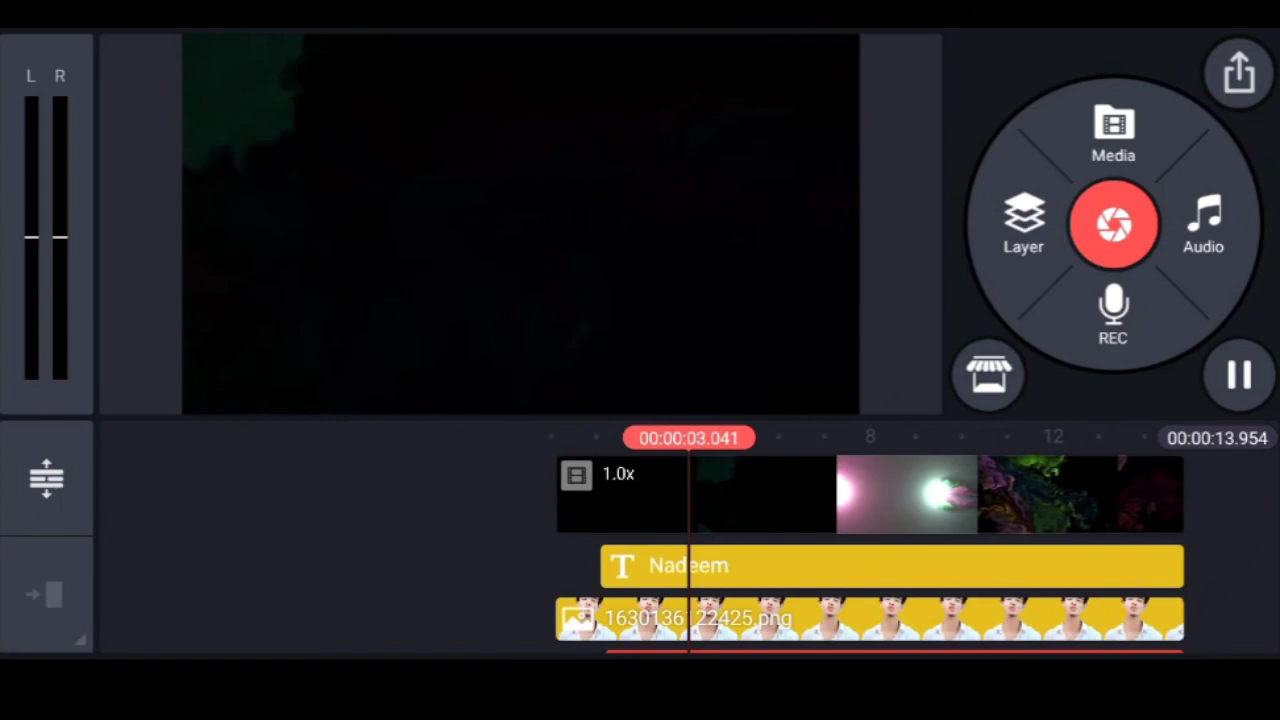 L R
Media
Layer
Audio
REC
00:00:03.041
8
12
00:00:13.954
1.0x
T Nadeem
1630136 22425.png